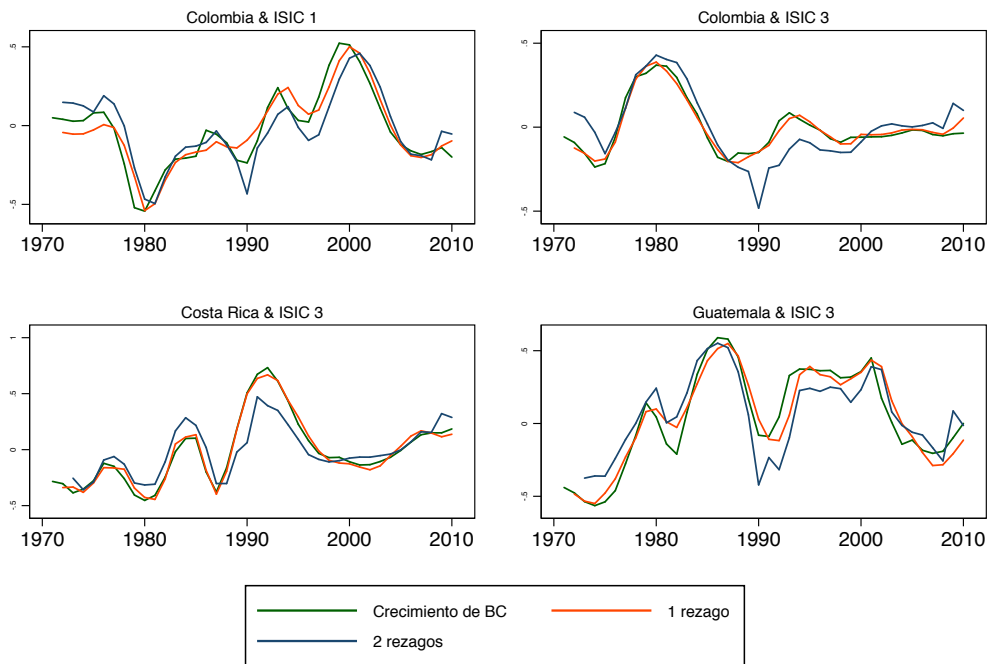 Colombia & ISIC 1
.5
0
-.5
1970 1980 1990 2000 2010
Colombia & ISIC 3
.5
0
-.5
1970 1980 1990 2000 2010
Costa Rica & ISIC 3
1
.5
0
-.5
1970 1980 1990 2000 2010
Guatemala & ISIC 3
.5
0
-.5
1970 1980 1990 2000 2010
Crecimiento de BC 1 rezago
2 rezagos